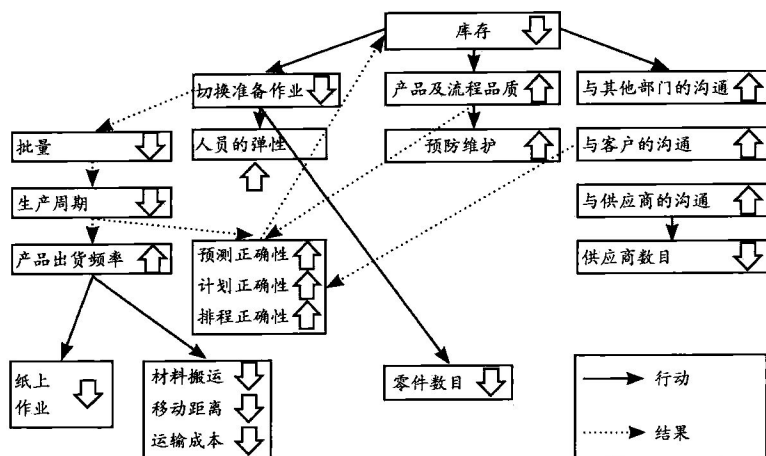 库存
切换准备作业
产品及流程品质
与其他部门的沟通
批量
人员的弹性
预防维护
与客户的沟通
生产周期
与供应商的沟通
产品出货频率
预测正确性
计划正确性
排程正确性
供应商数目
纸上
作业
材料搬运
移动距离
运输成本
零件数目
行动
结果